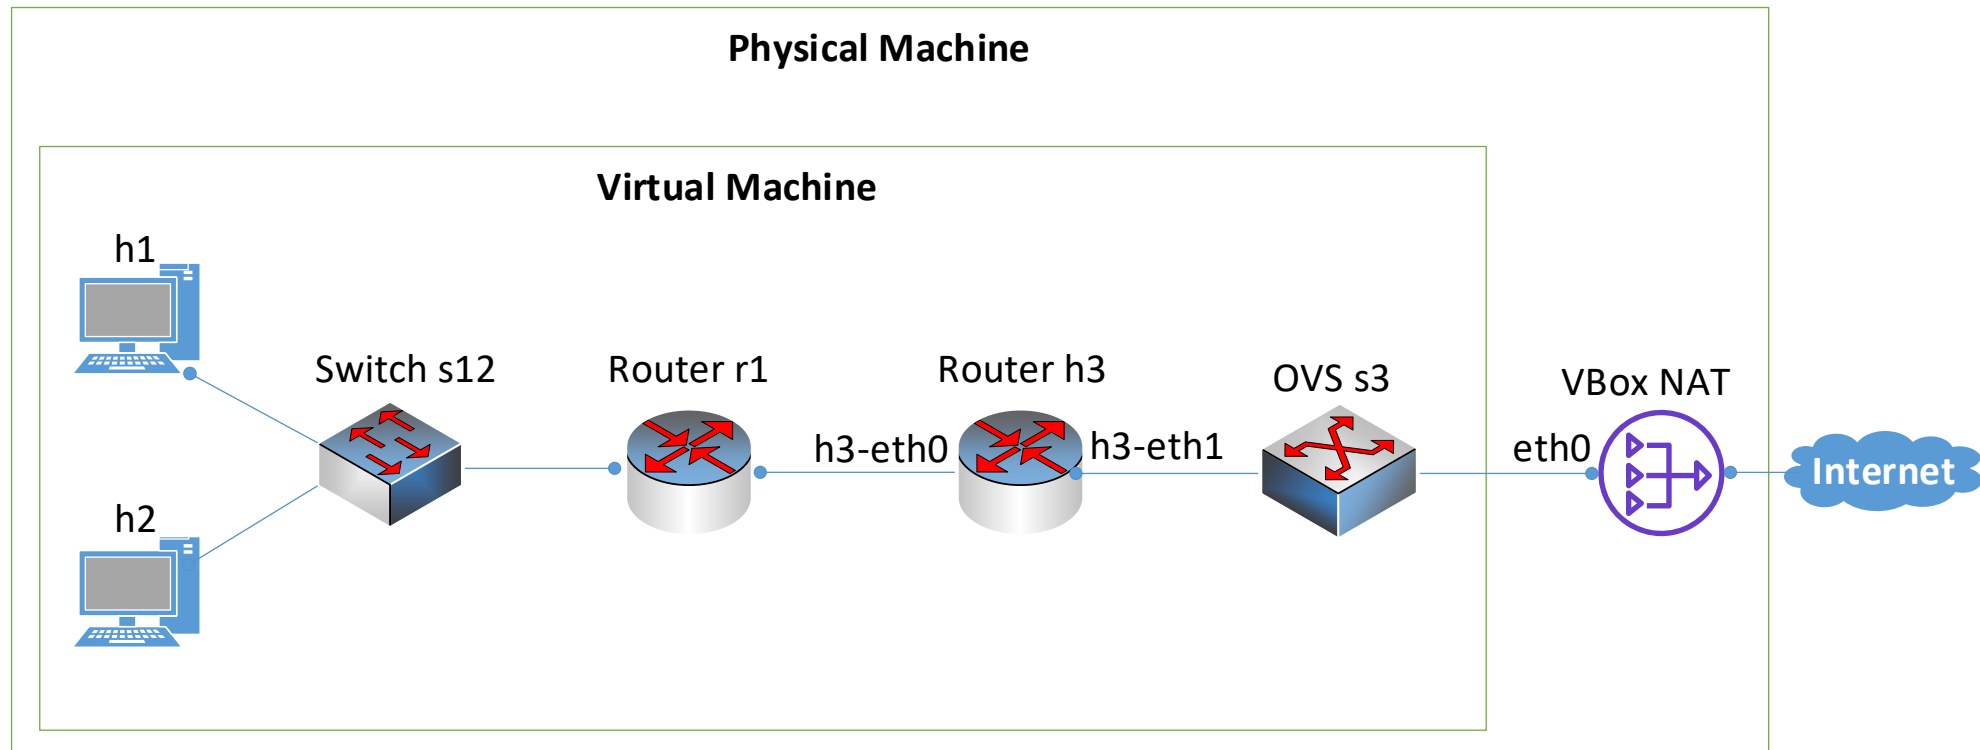 Physical Machine
Virtual Machine
h1
Switch s12
Router r1
Router h3
OVS s3
VBox NAT
h3-eth0
h3-eth1
eth0
Internet
h2